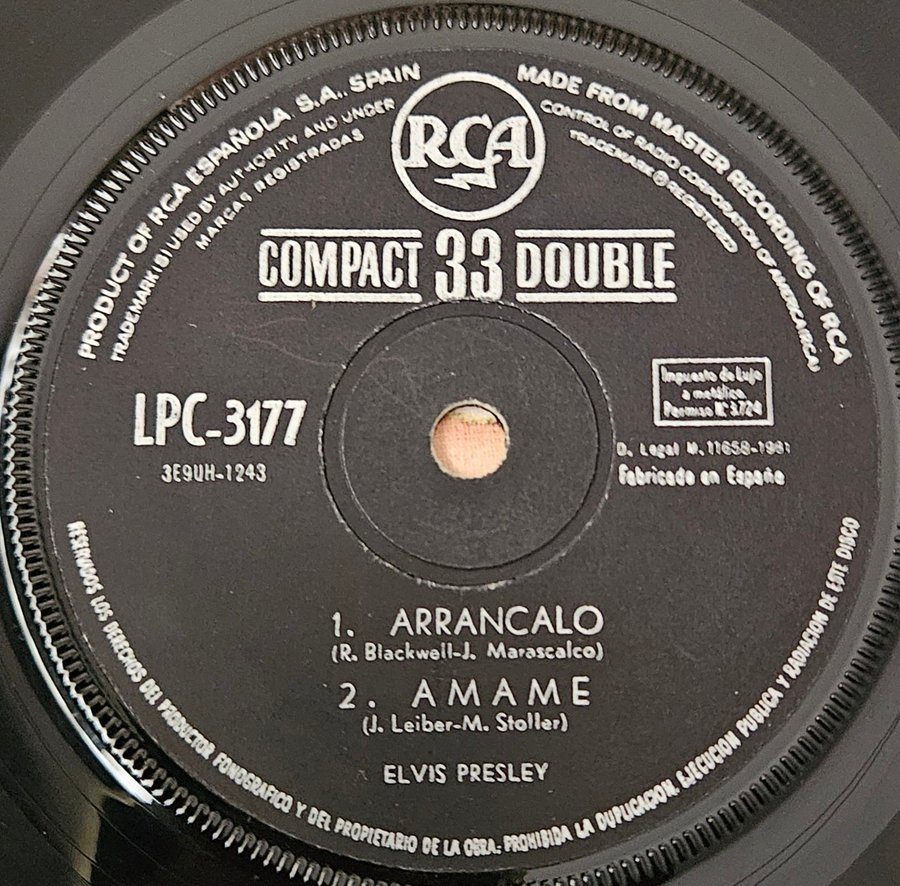 PRODUCT OF RCA ESPAÑOLA. S.A., SPAIN
TRADEMARK(S) USED BY AUTHORITY AND UNDER
MARCAS REGISTRADAS
MADE FROM MASTER RECORDING OF RCA
CONTROL OF RADIO CORPORATION OF AMERICA (RCA)
TRADEMARK ® REGISTERED
RCA
COMPACT 33 DOUBLE
LPC-3177
3E9UH-1243
Impuesto de Lujo
a metálico.
Permiso Nº 3.724
D. Legal M. 11658-1961
Fabricado en España
1. ARRANCALO
(R. Blackwell-J. Marascalco)
2. AMAME
(J. Leiber-M. Stoller)
ELVIS PRESLEY
RESERVADOS LOS DERECHOS DEL PRODUCTOR FONOGRAFICO Y DEL PROPIETARIO DE LA OBRA. PROHIBIDA LA DUPLICACION, EJECUCION PUBLICA Y RADIACION DE ESTE DISCO